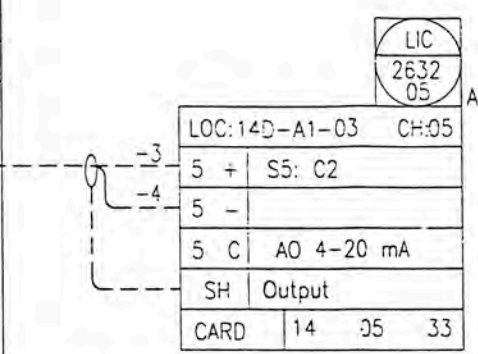 LIC
2632
05
A
LOC:14D-A1-03 CH:05
-3 5 + S5: C2
-4 5 -
5 C AO 4-20 mA
SH Output
CARD 14 05 33